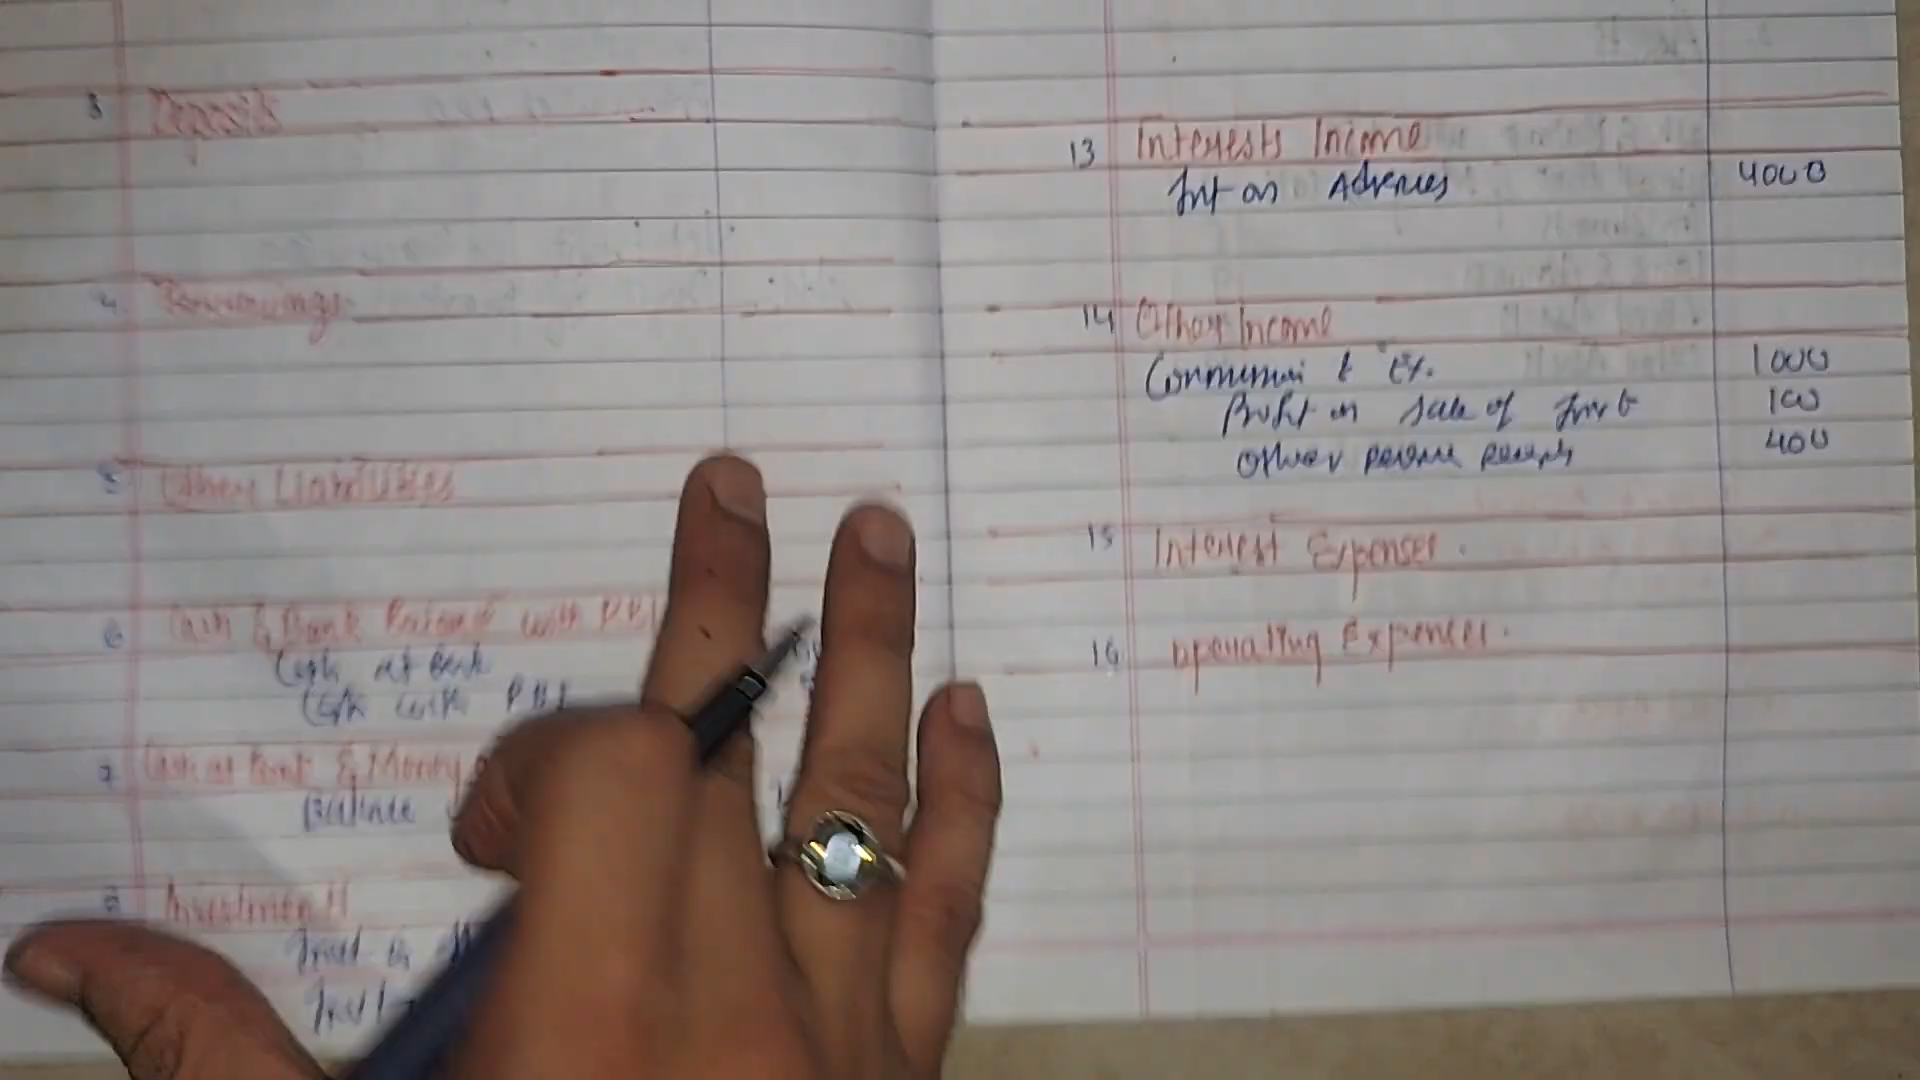 3 Deposits
4 Borrowings
5 Other Liabilities
6 Cash & Bank Balance with RBI
Cash at Bank
Cash with RBI
7 Cash at Bank & Money
Balance
8 Investment
Invt
Invt
13 Interests Income
Int on Advances 4000
14 Other Income
Commission & Ex. 1000
Profit on sale of Invt 100
Other revenue receipts 400
15 Interest Expenses.
16 Operating Expenses.